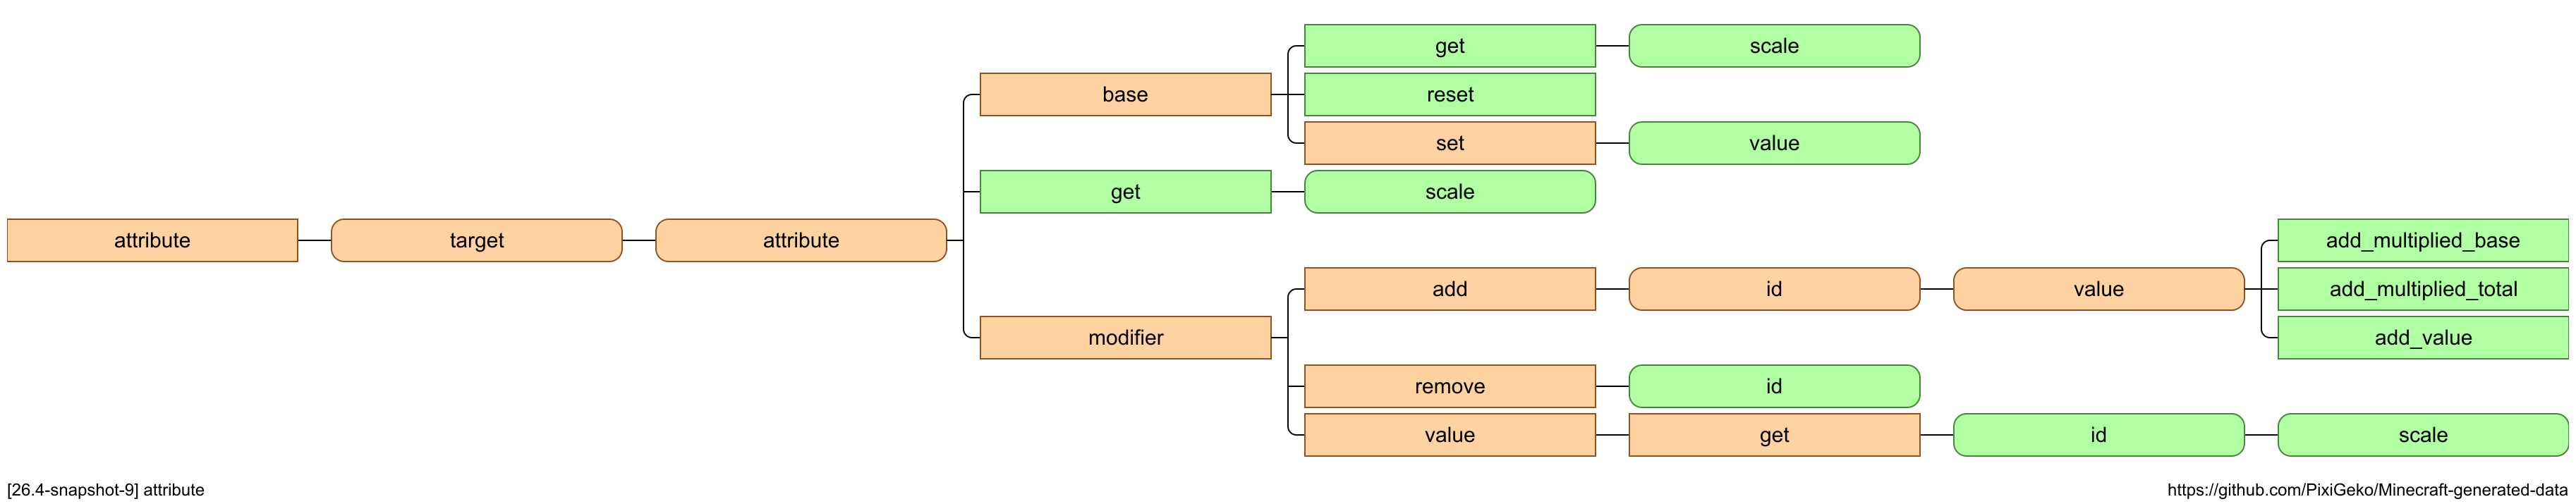 get
scale
base
reset
set
value
get
scale
attribute
target
attribute
add_multiplied_base
add
id
value
add_multiplied_total
modifier
add_value
remove
id
value
get
id
scale
[26.4-snapshot-9] attribute
https://github.com/PixiGeko/Minecraft-generated-data